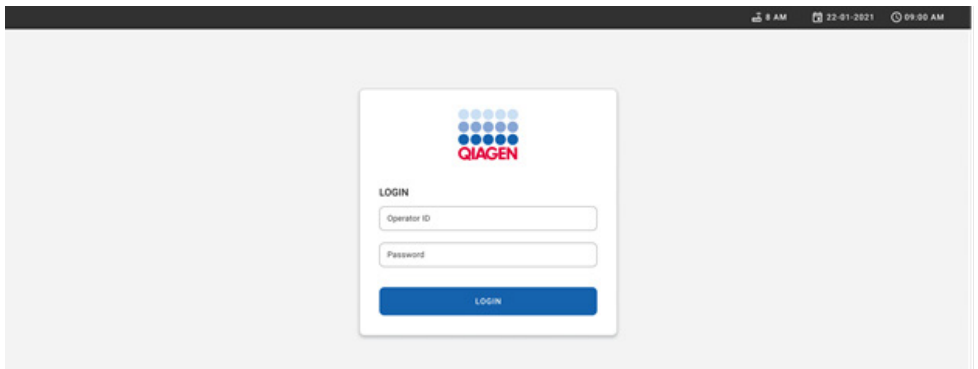 8 AM 22-01-2021 09:00 AM
QIAGEN
LOGIN
Operator ID
Password
LOGIN